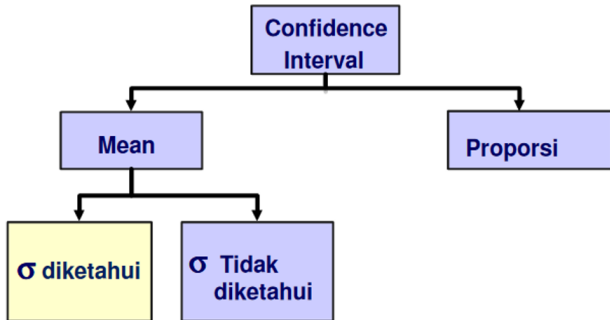 Confidence
Interval
Mean
Proporsi
σ diketahui
σ Tidak
diketahui